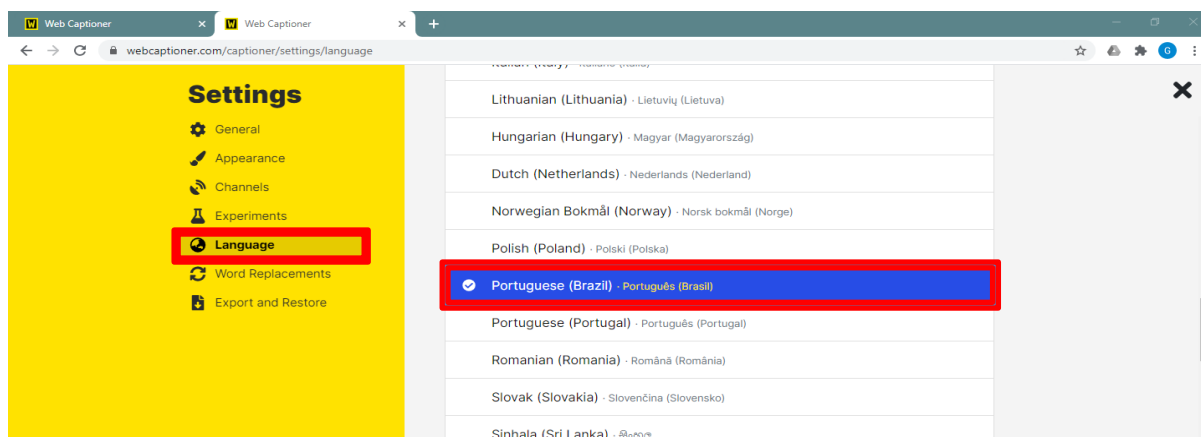 Web Captioner
Web Captioner
webcaptioner.com/captioner/settings/language
G
Settings
General
Appearance
Channels
Experiments
Language
Word Replacements
Export and Restore
Lithuanian (Lithuania) · Lietuvių (Lietuva)
Hungarian (Hungary) · Magyar (Magyarország)
Dutch (Netherlands) · Nederlands (Nederland)
Norwegian Bokmål (Norway) · Norsk bokmål (Norge)
Polish (Poland) · Polski (Polska)
Portuguese (Brazil) · Português (Brasil)
Portuguese (Portugal) · Português (Portugal)
Romanian (Romania) · Română (România)
Slovak (Slovakia) · Slovenčina (Slovensko)
Sinhala (Sri Lanka) ·